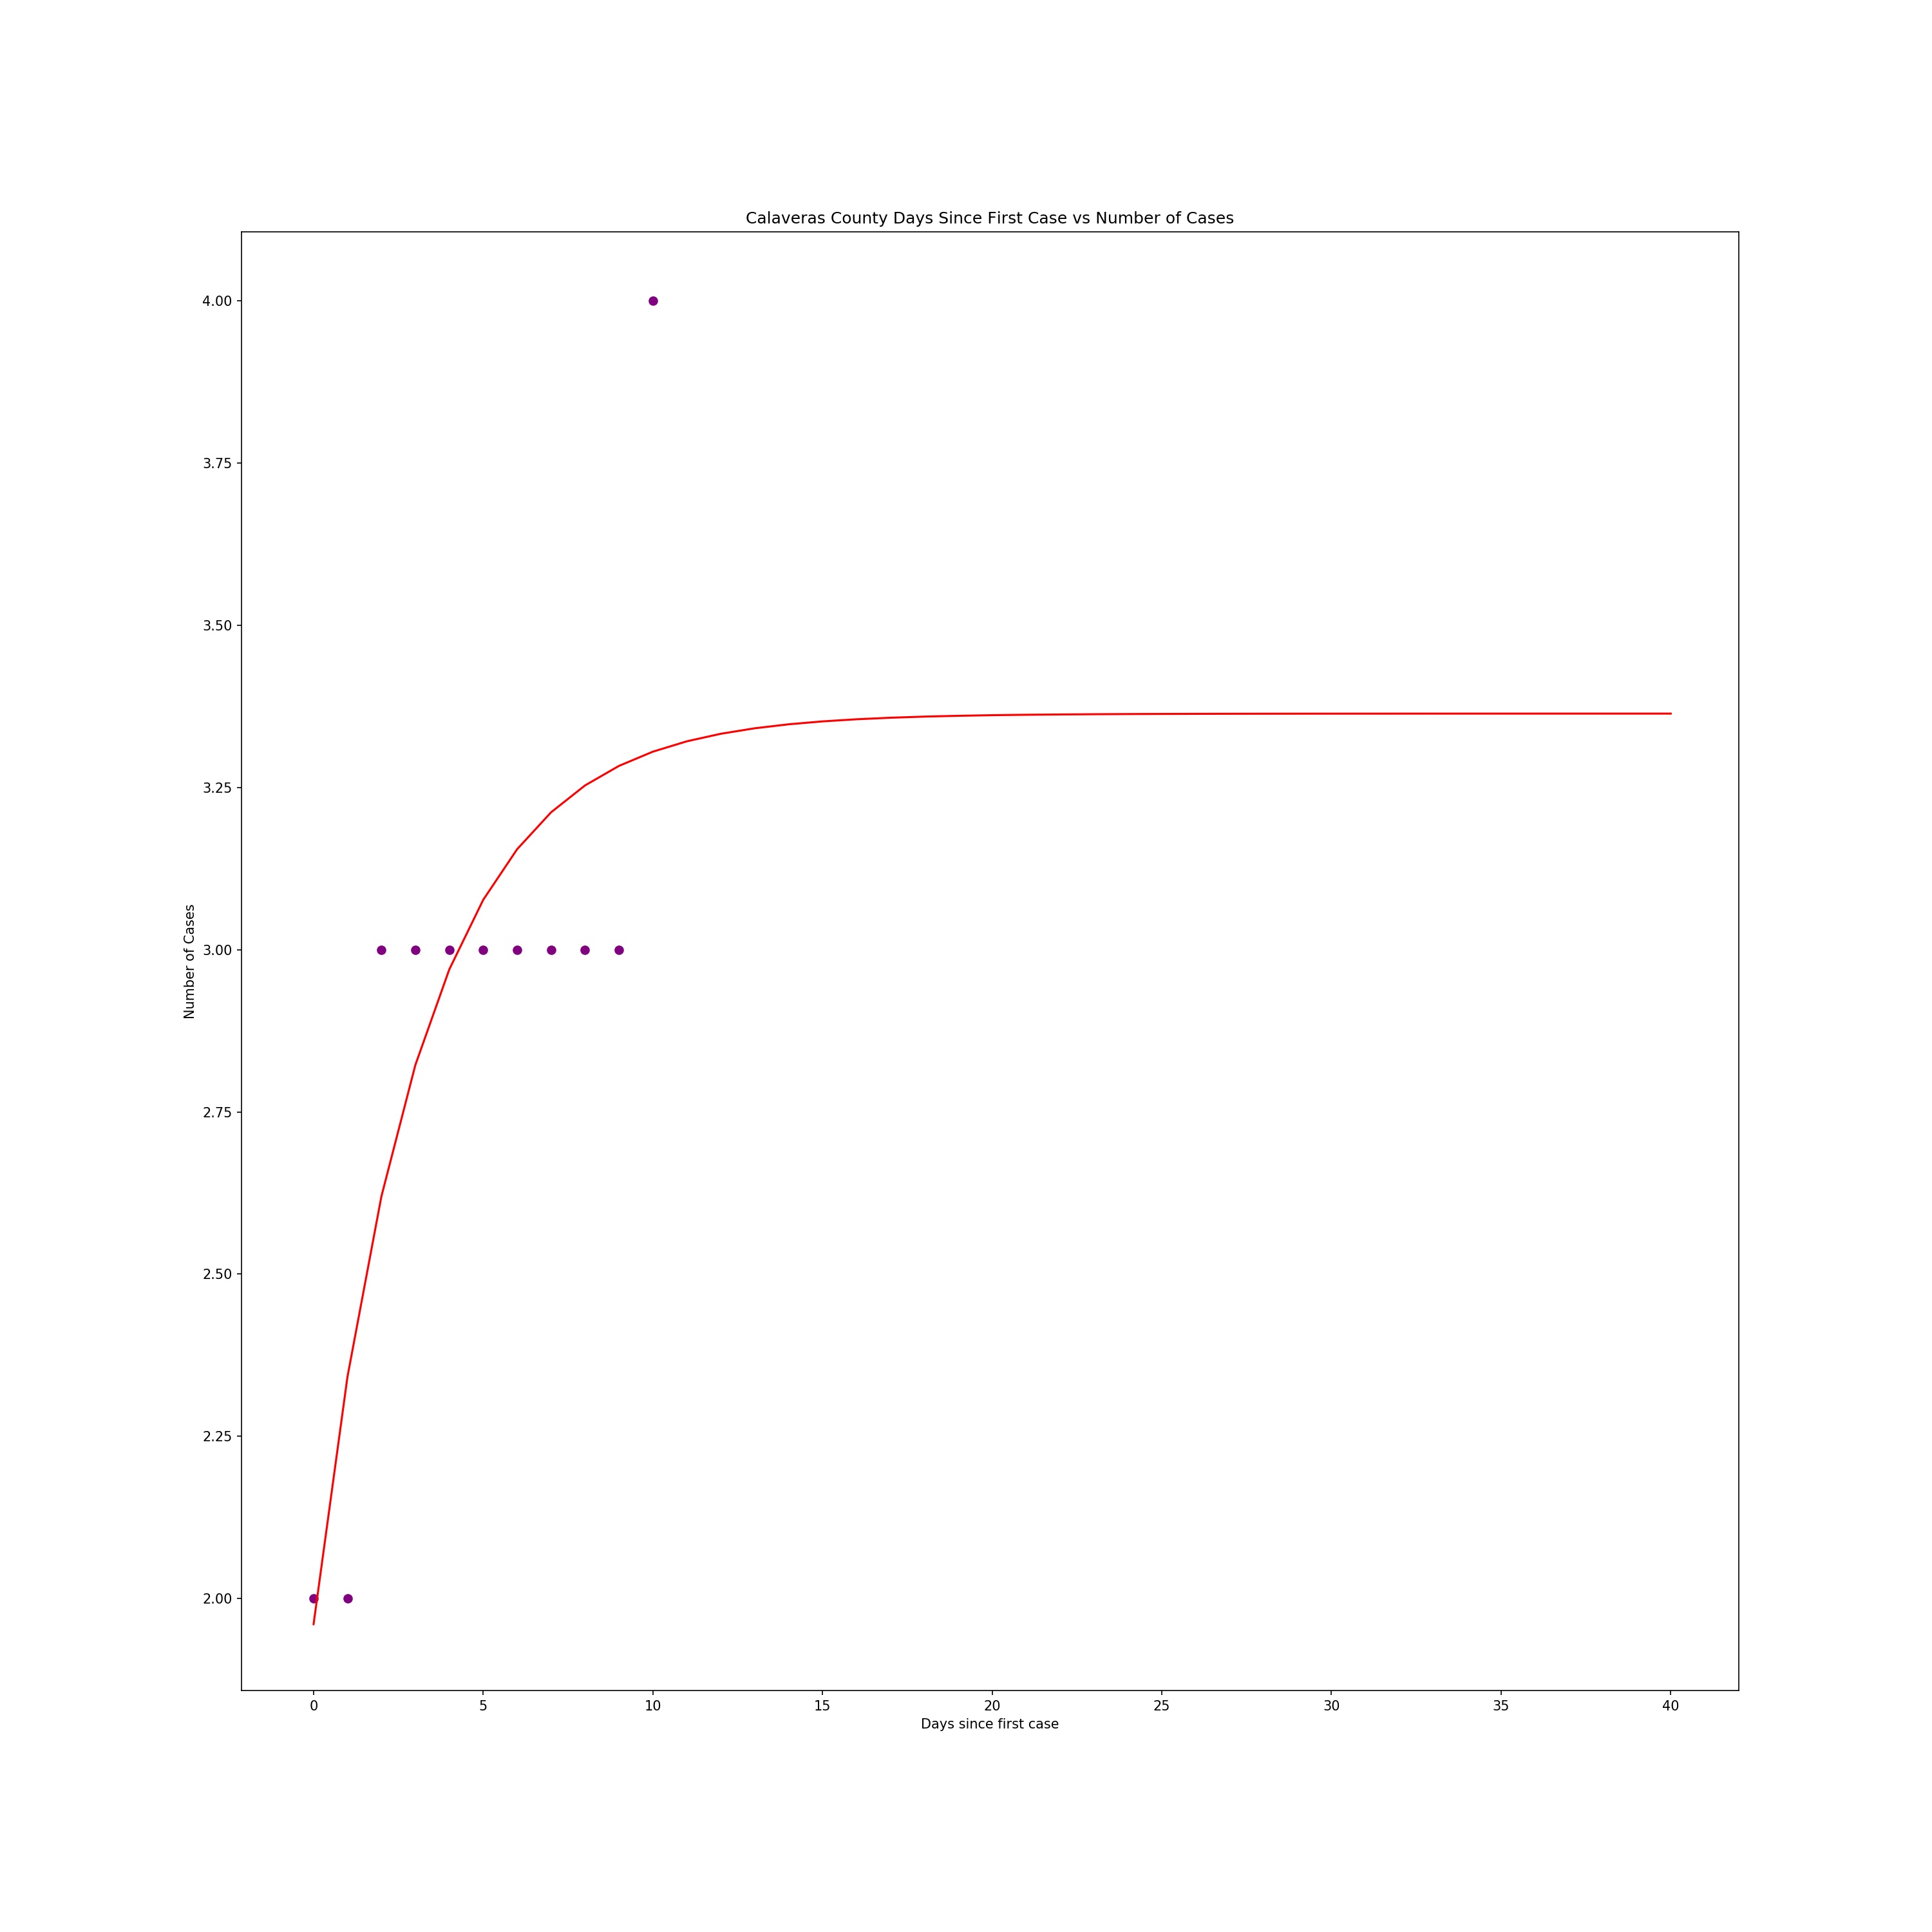 Calaveras County Days Since First Case vs Number of Cases
4.00
3.75
3.50
3.25
3.00
2.75
2.50
2.25
2.00
Number of Cases
0 5 10 15 20 25 30 35 40
Days since first case